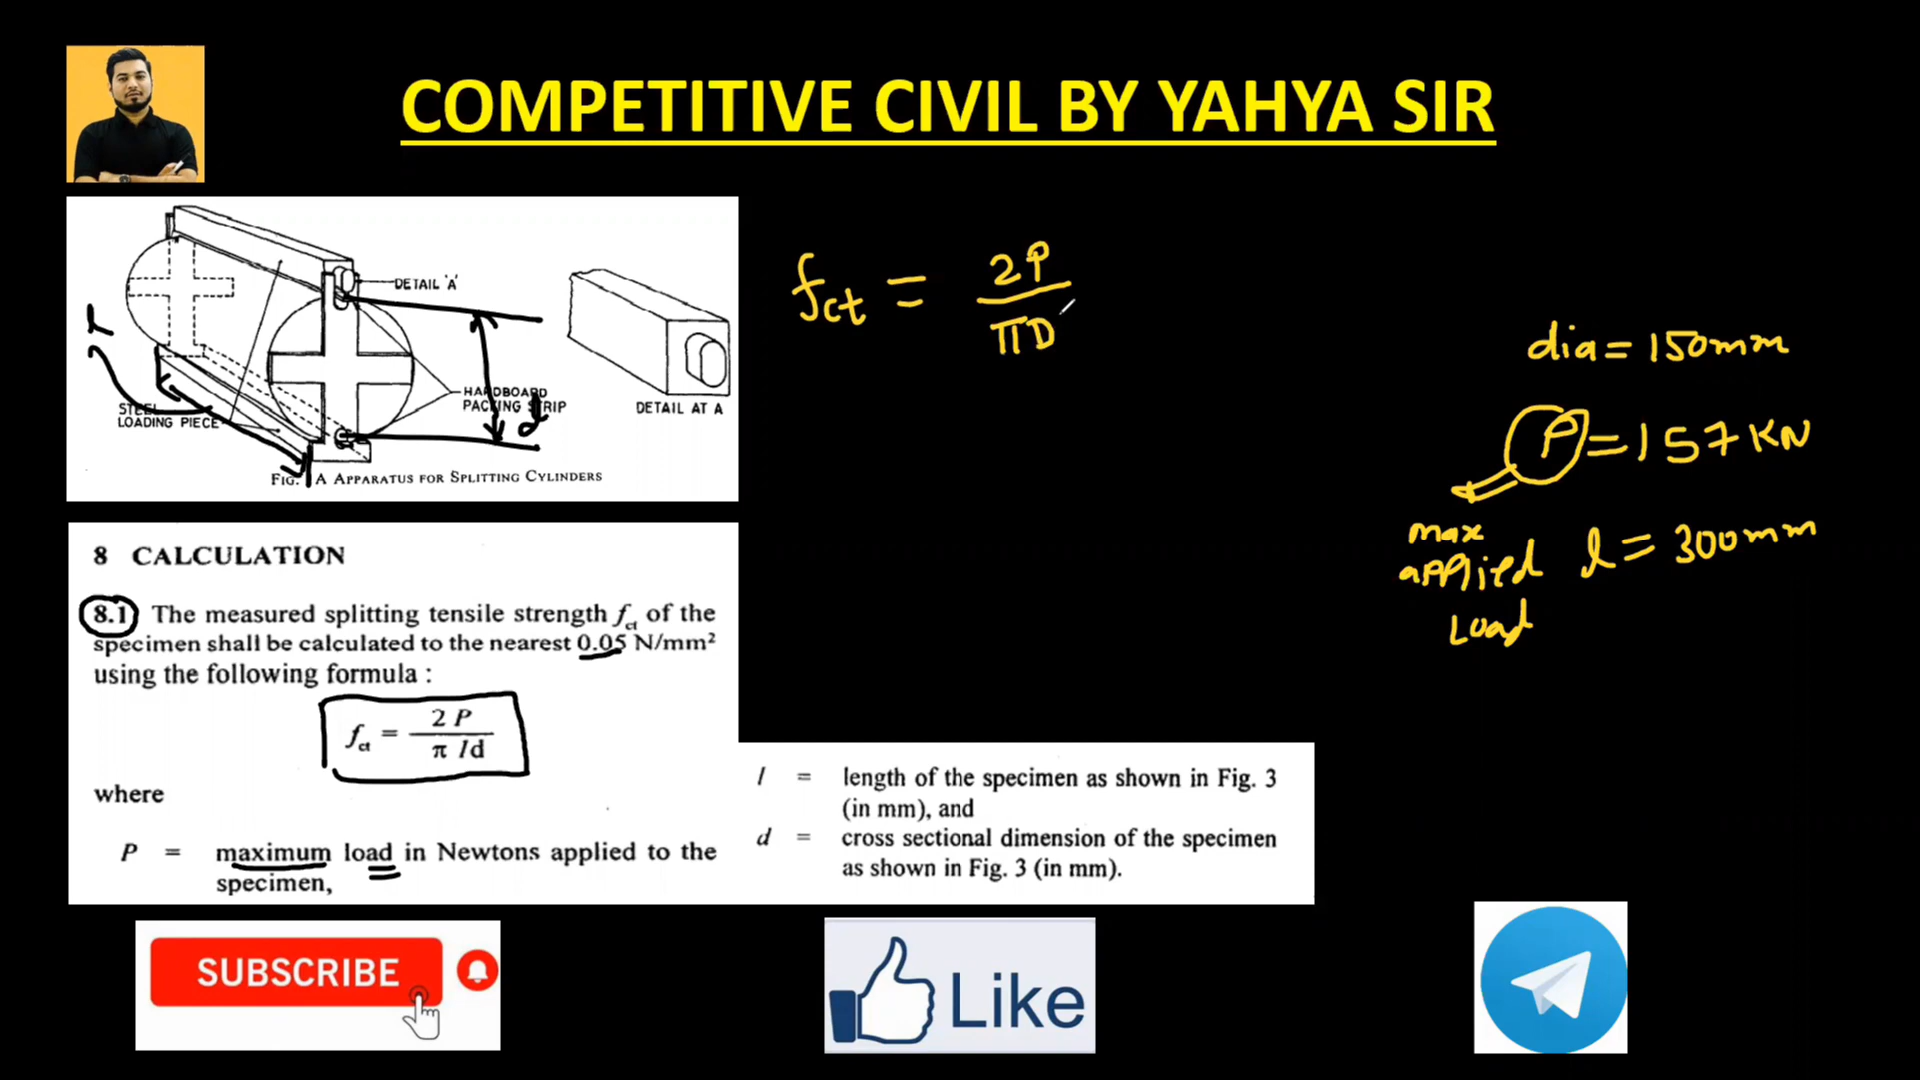 COMPETITIVE CIVIL BY YAHYA SIR
DETAIL 'A'
HARDBOARD
PACKING STRIP
STEEL
LOADING PIECE
d
DETAIL AT A
FIG. A APPARATUS FOR SPLITTING CYLINDERS
fct = 2P
πD
dia = 150mm
P = 157 KN
max
applied
Load
l = 300mm
8 CALCULATION
8.1 The measured splitting tensile strength fct of the
specimen shall be calculated to the nearest 0.05 N/mm²
using the following formula :
fct = 2 P
π ld
where
P = maximum load in Newtons applied to the
specimen,
l = length of the specimen as shown in Fig. 3
(in mm), and
d = cross sectional dimension of the specimen
as shown in Fig. 3 (in mm).
SUBSCRIBE
Like